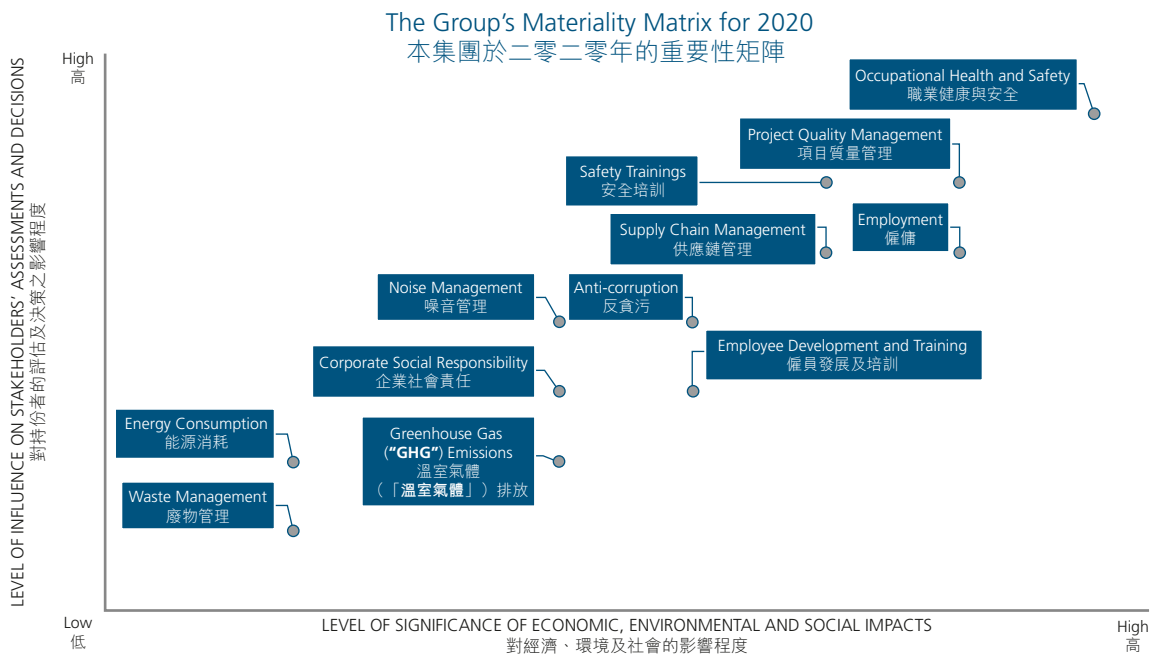 The Group's Materiality Matrix for 2020
本集團於二零二零年的重要性矩陣
High
高
LEVEL OF INFLUENCE ON STAKEHOLDERS' ASSESSMENTS AND DECISIONS
對持份者的評估及決策之影響程度
Occupational Health and Safety
職業健康與安全
Project Quality Management
項目質量管理
Safety Trainings
安全培訓
Supply Chain Management
供應鏈管理
Employment
僱傭
Noise Management
噪音管理
Anti-corruption
反貪污
Employee Development and Training
僱員發展及培訓
Corporate Social Responsibility
企業社會責任
Energy Consumption
能源消耗
Greenhouse Gas
("GHG") Emissions
溫室氣體
（「溫室氣體」）排放
Waste Management
廢物管理
Low
低
LEVEL OF SIGNIFICANCE OF ECONOMIC, ENVIRONMENTAL AND SOCIAL IMPACTS
對經濟、環境及社會的影響程度
High
高